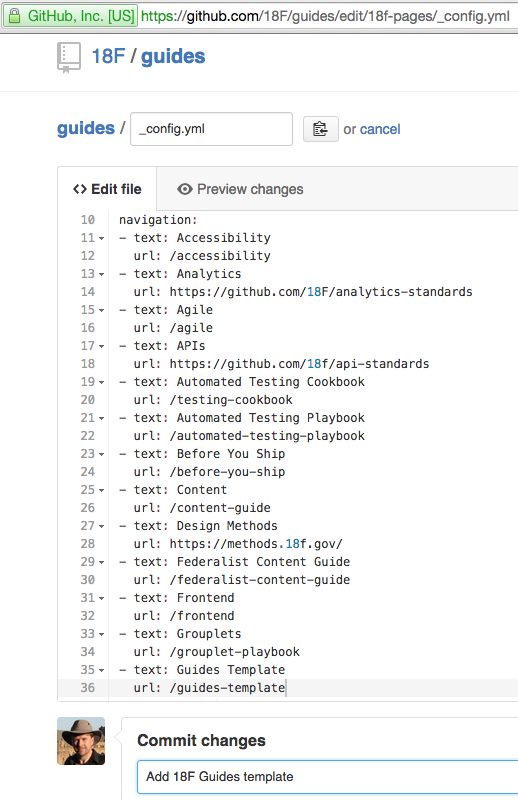 GitHub, Inc. [US] https://github.com/18F/guides/edit/18f-pages/_config.yml
18F / guides
guides / _config.yml or cancel
<> Edit file Preview changes
10 navigation:
11 - text: Accessibility
12 url: /accessibility
13 - text: Analytics
14 url: https://github.com/18F/analytics-standards
15 - text: Agile
16 url: /agile
17 - text: APIs
18 url: https://github.com/18f/api-standards
19 - text: Automated Testing Cookbook
20 url: /testing-cookbook
21 - text: Automated Testing Playbook
22 url: /automated-testing-playbook
23 - text: Before You Ship
24 url: /before-you-ship
25 - text: Content
26 url: /content-guide
27 - text: Design Methods
28 url: https://methods.18f.gov/
29 - text: Federalist Content Guide
30 url: /federalist-content-guide
31 - text: Frontend
32 url: /frontend
33 - text: Grouplets
34 url: /grouplet-playbook
35 - text: Guides Template
36 url: /guides-template
Commit changes
Add 18F Guides template